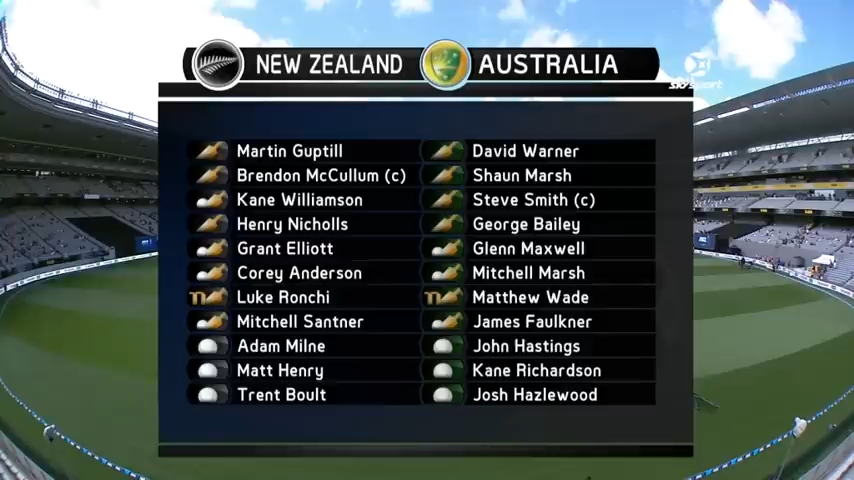 NEW ZEALAND AUSTRALIA
sky sport
Martin Guptill David Warner
Brendon McCullum (c) Shaun Marsh
Kane Williamson Steve Smith (c)
Henry Nicholls George Bailey
Grant Elliott Glenn Maxwell
Corey Anderson Mitchell Marsh
Luke Ronchi Matthew Wade
Mitchell Santner James Faulkner
Adam Milne John Hastings
Matt Henry Kane Richardson
Trent Boult Josh Hazlewood